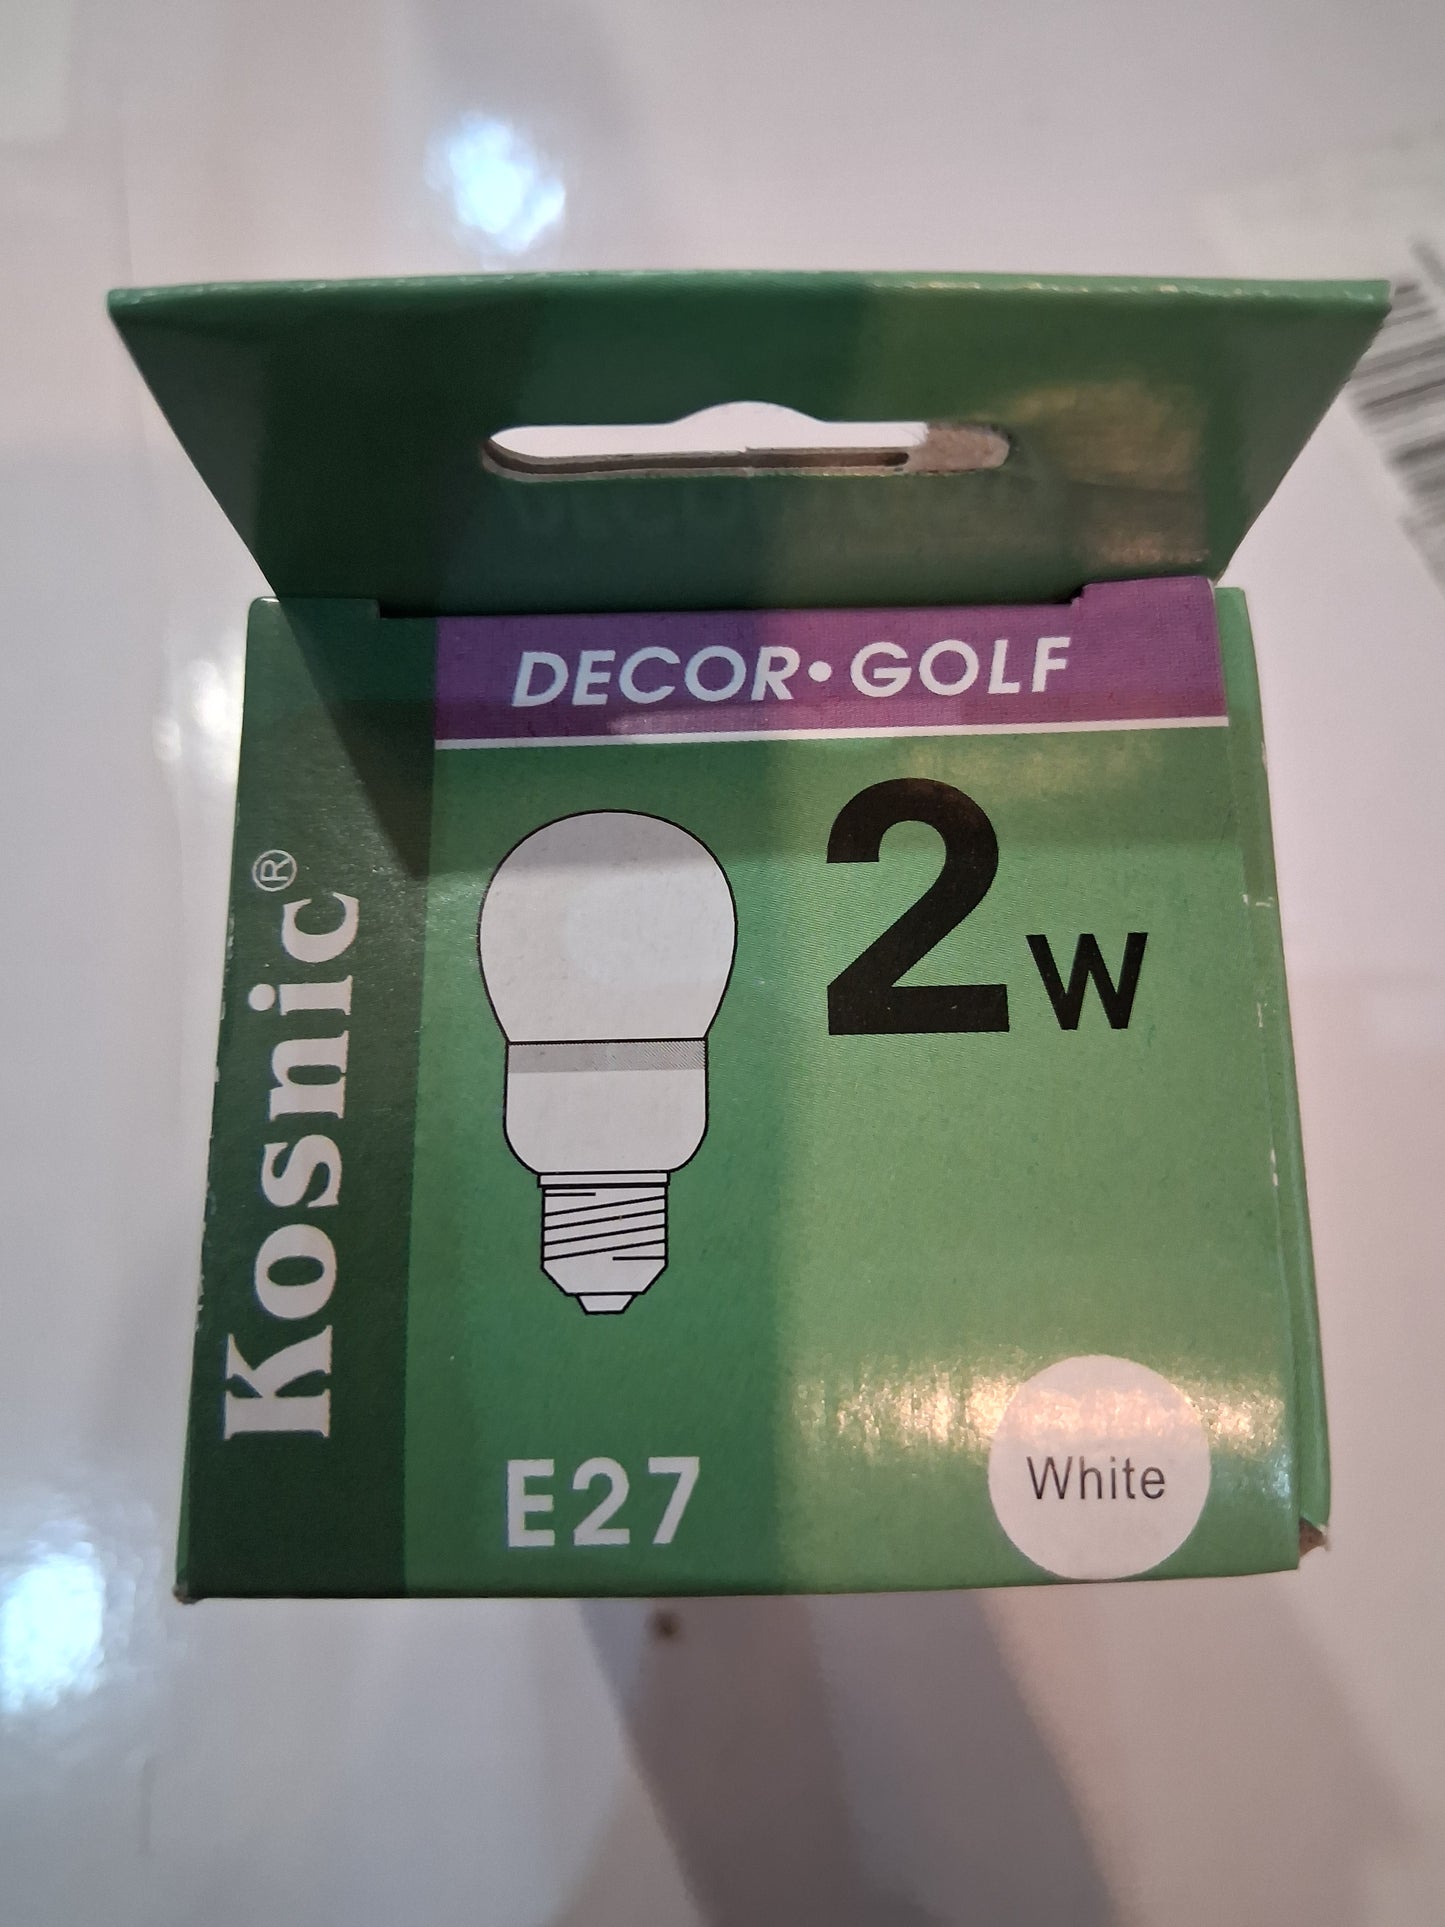 DECOR•GOLF
Kosnic®
2W
E27
White